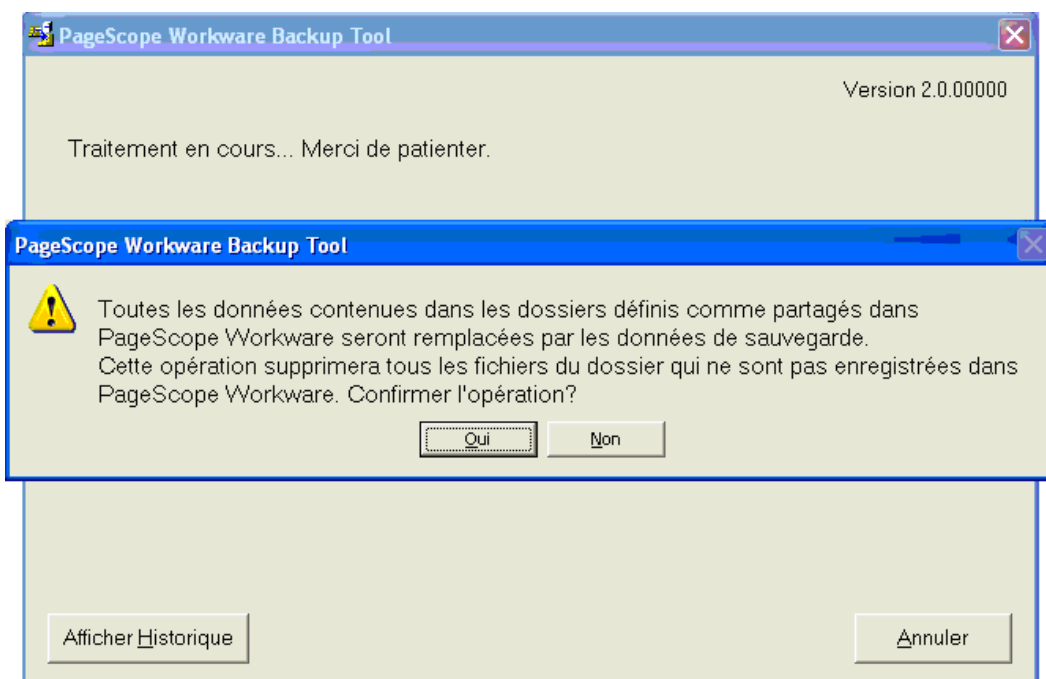 PageScope Workware Backup Tool
Version 2.0.00000
Traitement en cours... Merci de patienter.
PageScope Workware Backup Tool
Toutes les données contenues dans les dossiers définis comme partagés dans
PageScope Workware seront remplacées par les données de sauvegarde.
Cette opération supprimera tous les fichiers du dossier qui ne sont pas enregistrées dans
PageScope Workware. Confirmer l'opération?
Oui
Non
Afficher Historique
Annuler